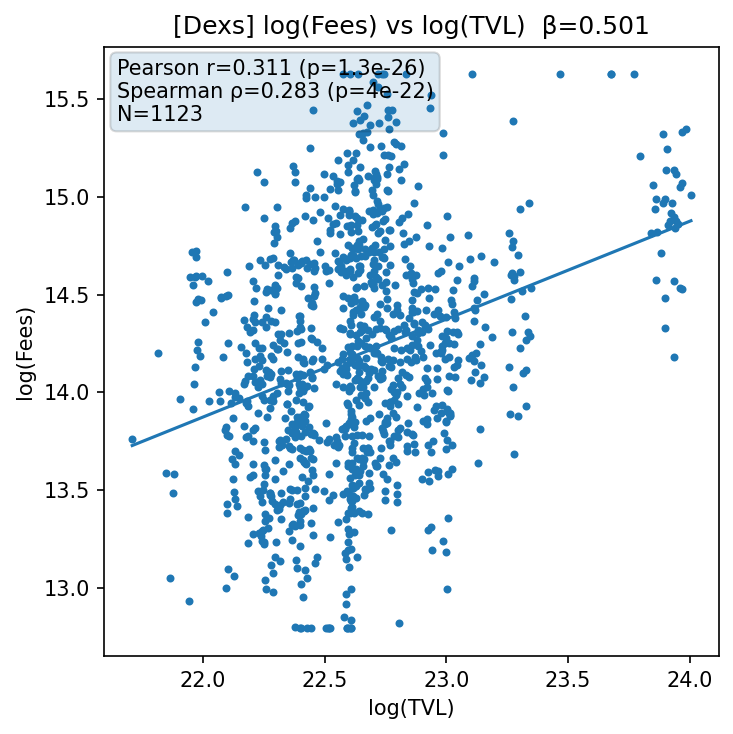 [Dexs] log(Fees) vs log(TVL)  β=0.501
Pearson r=0.311 (p=1.3e-26)
Spearman ρ=0.283 (p=4e-22)
N=1123
log(Fees)
15.5
15.0
14.5
14.0
13.5
13.0
22.0 22.5 23.0 23.5 24.0
log(TVL)